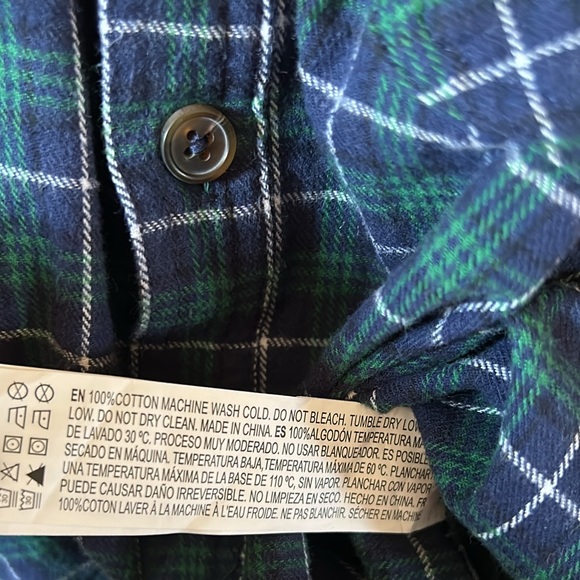 EN 100%COTTON MACHINE WASH COLD. DO NOT BLEACH. TUMBLE DRY LOW
LOW. DO NOT DRY CLEAN. MADE IN CHINA. ES 100%ALGODÓN TEMPERATURA
DE LAVADO 30 ºC. PROCESO MUY MODERADO. NO USAR BLANQUEADOR. ES POSIBLE
SECADO EN MÁQUINA. TEMPERATURA BAJA,TEMPERATURA MÁXIMA DE 60 ºC. PLANCHAR
UNA TEMPERATURA MÁXIMA DE LA BASE DE 110 ºC, SIN VAPOR. PLANCHAR CON VAPOR
PUEDE CAUSAR DAÑO IRREVERSIBLE. NO LIMPIEZA EN SECO. HECHO EN CHINA. FR
100%COTON LAVER À LA MACHINE À L'EAU FROIDE. NE PAS BLANCHIR. SÉCHER EN MACHINE